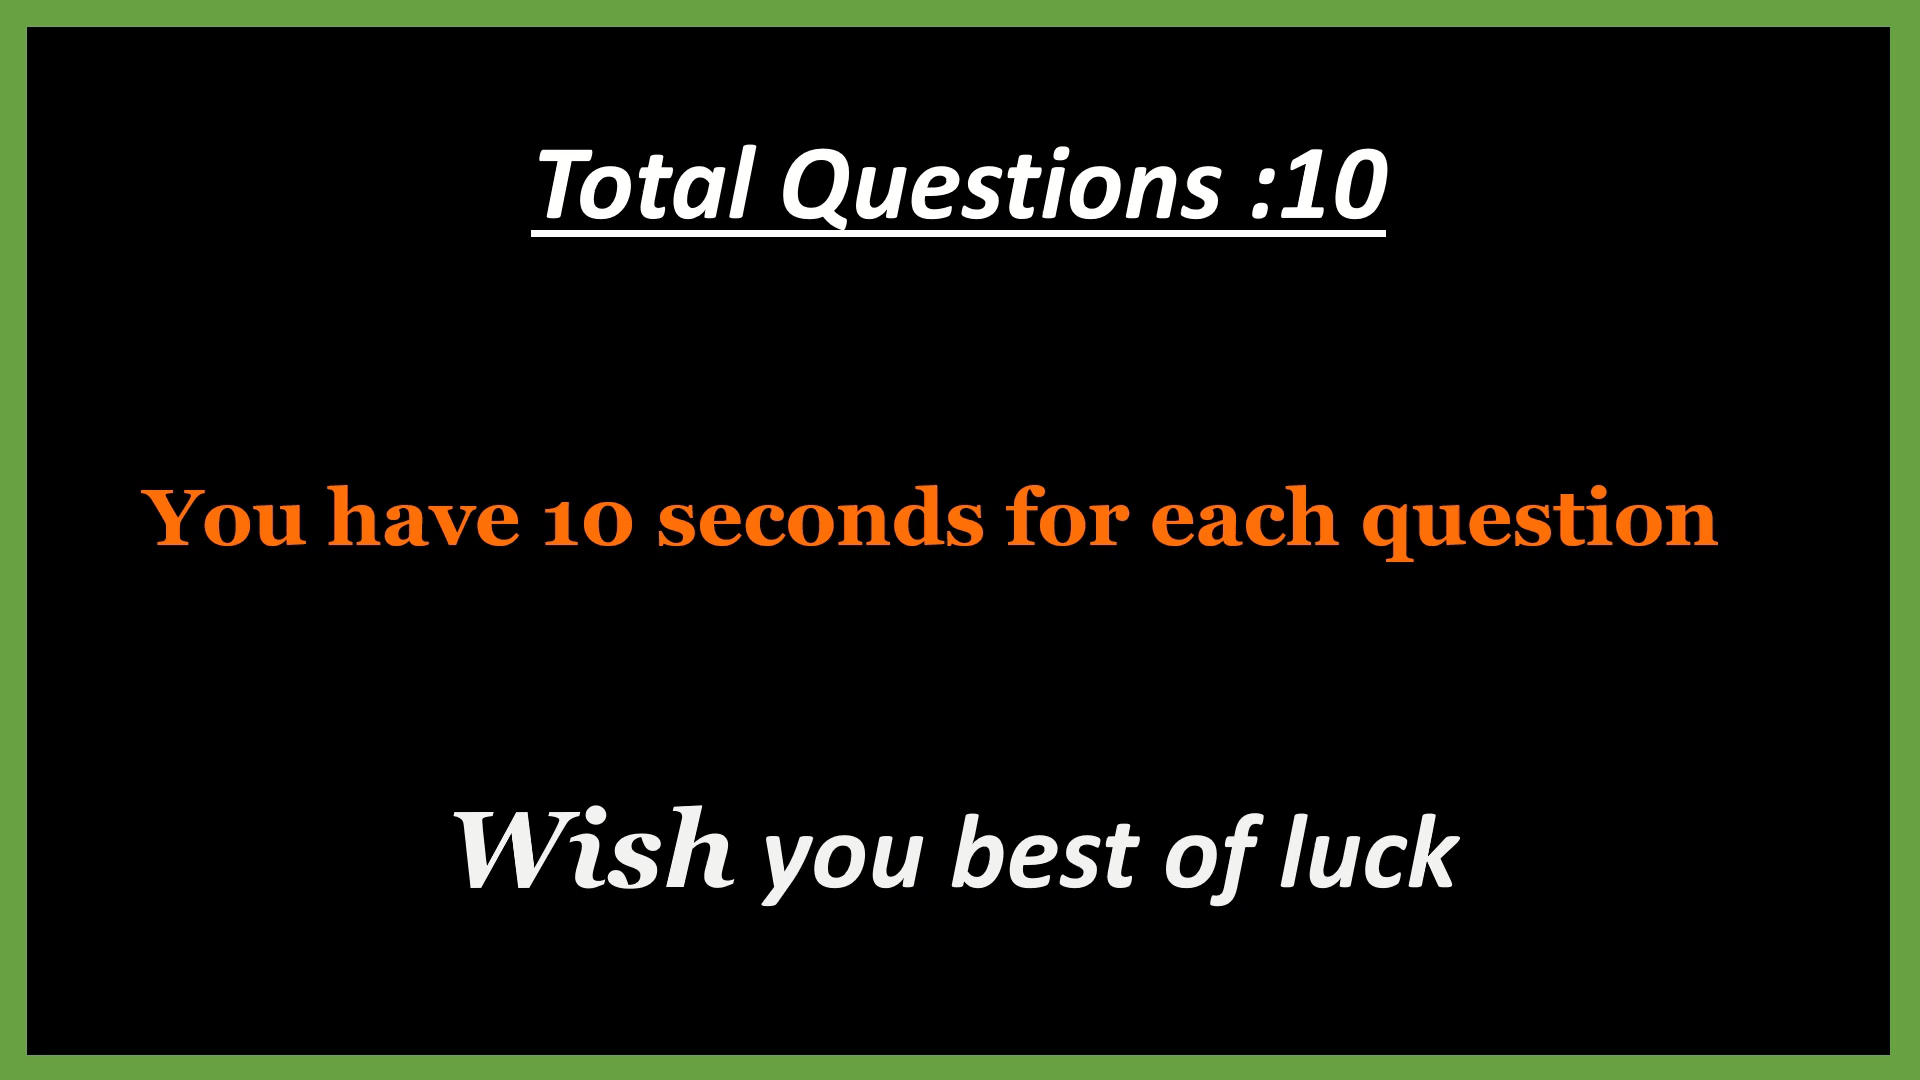 Total Questions :10
You have 10 seconds for each question
Wish you best of luck